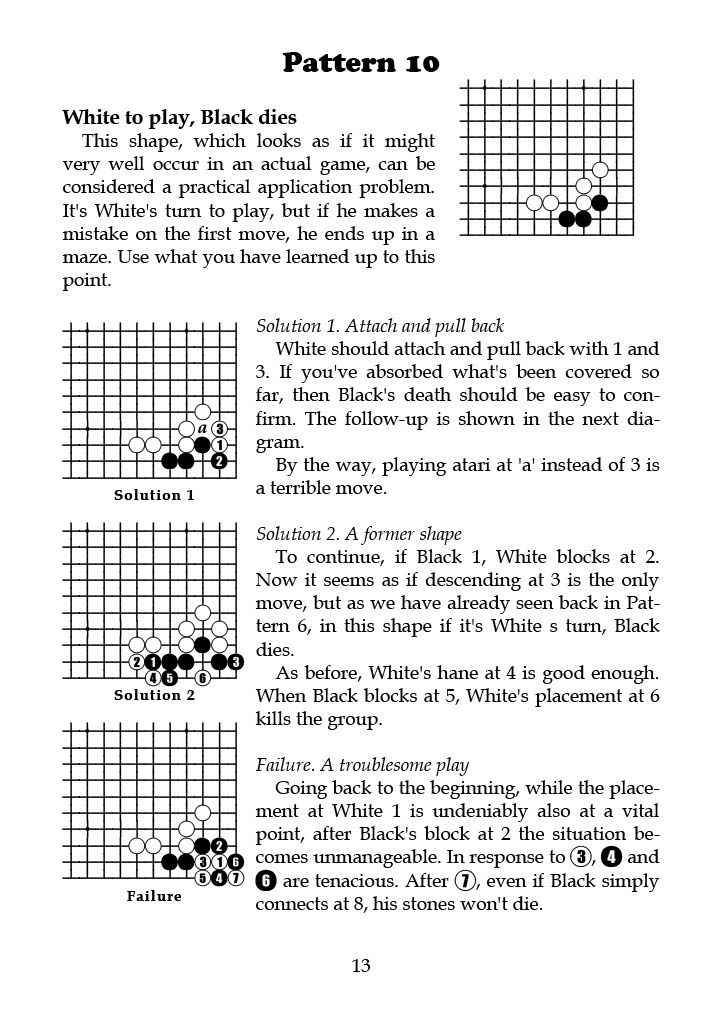 Pattern 10
White to play, Black dies
This shape, which looks as if it might
very well occur in an actual game, can be
considered a practical application problem.
It's White's turn to play, but if he makes a
mistake on the first move, he ends up in a
maze. Use what you have learned up to this
point.
a 3
1
2
Solution 1
Solution 1. Attach and pull back
White should attach and pull back with 1 and
3. If you've absorbed what's been covered so
far, then Black's death should be easy to con-
firm. The follow-up is shown in the next dia-
gram.
By the way, playing atari at 'a' instead of 3 is
a terrible move.
2 1 3
4 5 6
Solution 2
Solution 2. A former shape
To continue, if Black 1, White blocks at 2.
Now it seems as if descending at 3 is the only
move, but as we have already seen back in Pat-
tern 6, in this shape if it's White s turn, Black
dies.
As before, White's hane at 4 is good enough.
When Black blocks at 5, White's placement at 6
kills the group.
2
3 1 6
5 4 7
Failure
Failure. A troublesome play
Going back to the beginning, while the place-
ment at White 1 is undeniably also at a vital
point, after Black's block at 2 the situation be-
comes unmanageable. In response to 3, 4 and
6 are tenacious. After 7, even if Black simply
connects at 8, his stones won't die.
13